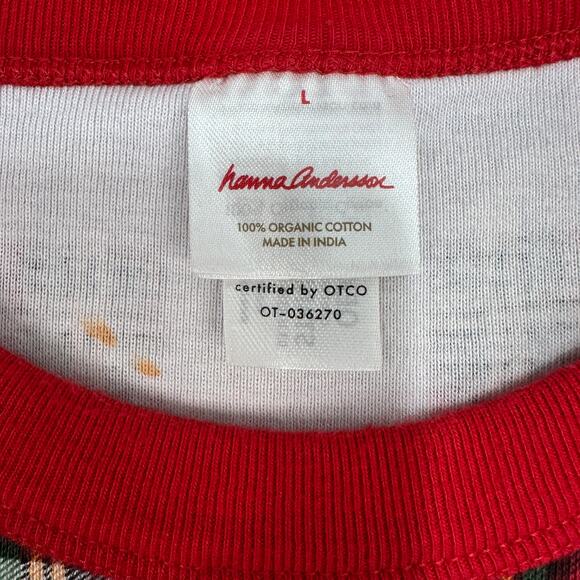 L
hanna andersson
100% ORGANIC COTTON
MADE IN INDIA
certified by OTCO
OT-036270